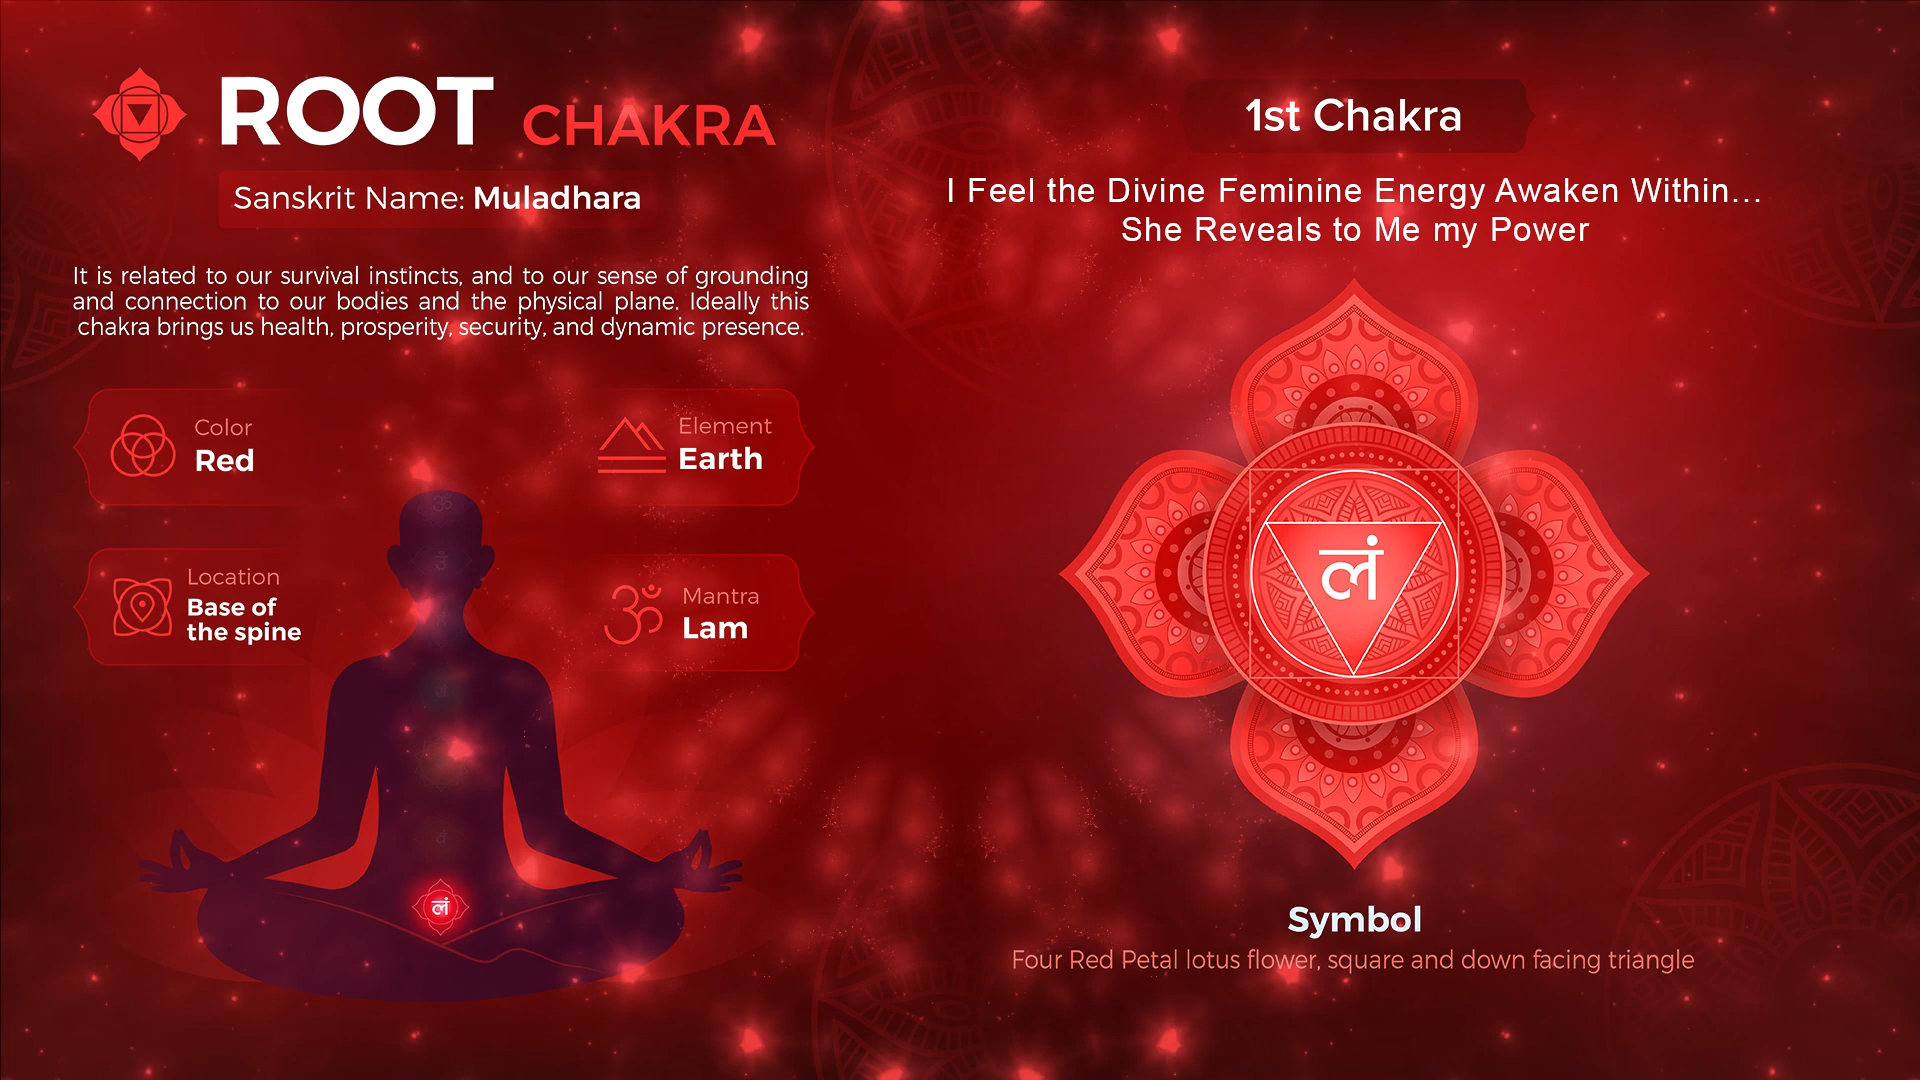 ROOT CHAKRA
Sanskrit Name: Muladhara
It is related to our survival instincts, and to our sense of grounding
and connection to our bodies and the physical plane. Ideally this
chakra brings us health, prosperity, security, and dynamic presence.
Color
Red
Element
Earth
Location
Base of
the spine
ॐ
Mantra
Lam
लं
1st Chakra
I Feel the Divine Feminine Energy Awaken Within...
She Reveals to Me my Power
लं
Symbol
Four Red Petal lotus flower, square and down facing triangle